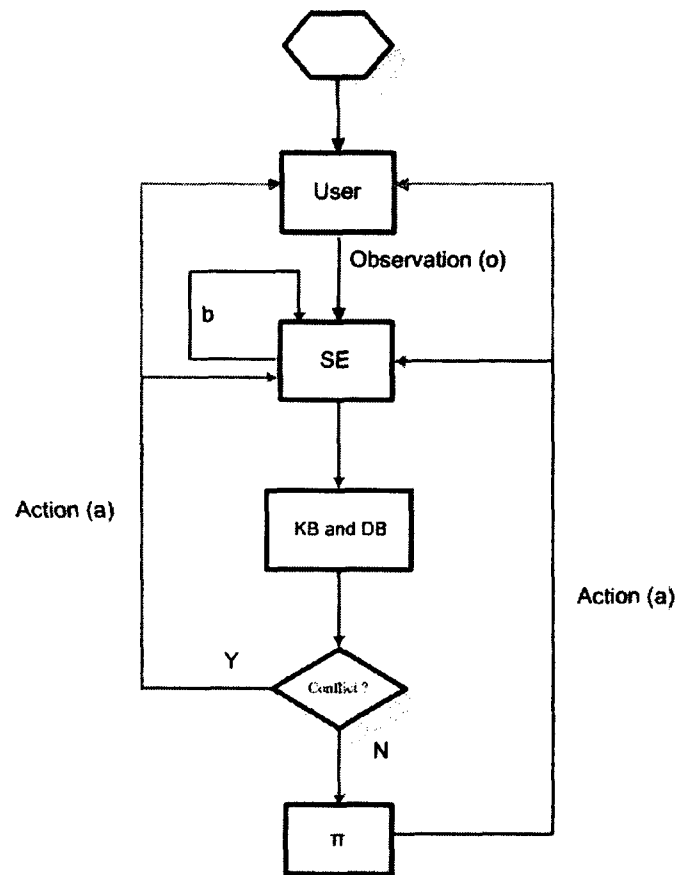 User
Observation (o)
b
SE
Action (a)
KB and DB
Action (a)
Y
Conflict ?
N
π